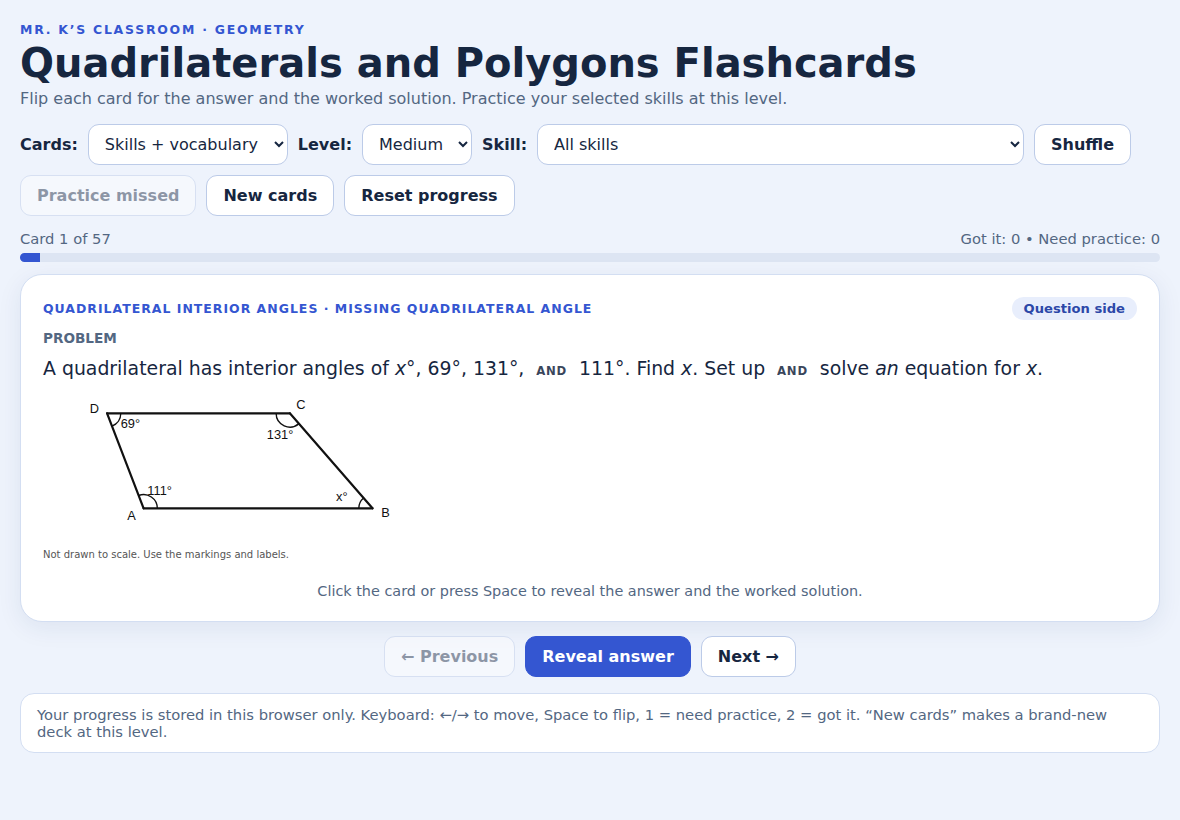 MR. K’S CLASSROOM · GEOMETRY
Quadrilaterals and Polygons Flashcards
Flip each card for the answer and the worked solution. Practice your selected skills at this level.
Cards: Skills + vocabulary Level: Medium Skill: All skills Shuffle
Practice missed New cards Reset progress
Card 1 of 57 Got it: 0 • Need practice: 0
QUADRILATERAL INTERIOR ANGLES · MISSING QUADRILATERAL ANGLE Question side
PROBLEM
A quadrilateral has interior angles of x°, 69°, 131°, AND 111°. Find x. Set up AND solve an equation for x.
D C
69° 131°
111° x°
A B
Not drawn to scale. Use the markings and labels.
Click the card or press Space to reveal the answer and the worked solution.
← Previous Reveal answer Next →
Your progress is stored in this browser only. Keyboard: ←/→ to move, Space to flip, 1 = need practice, 2 = got it. “New cards” makes a brand-new
deck at this level.